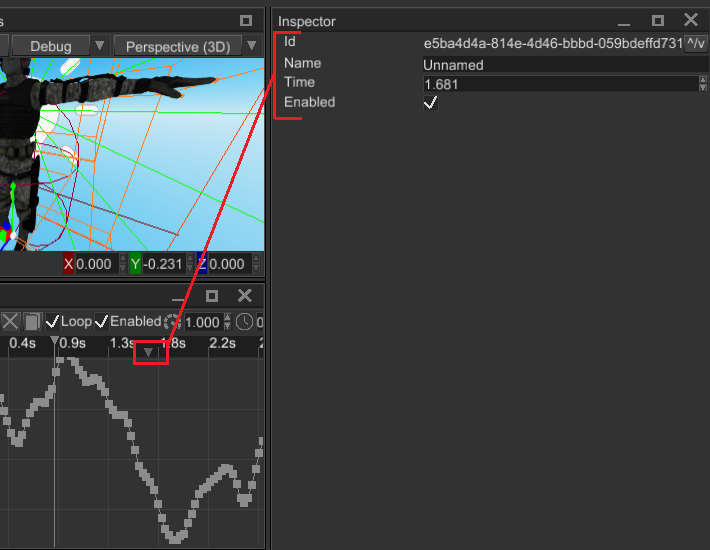 s
Inspector
Debug
Perspective (3D)
Id e5ba4d4a-814e-4d46-bbbd-059bdeffd731 ^/v
Name Unnamed
Time 1.681
Enabled
X 0.000 Y -0.231 Z 0.000
Loop Enabled 1.000 0
0.4s 0.9s 1.3s 1.8s 2.2s 2